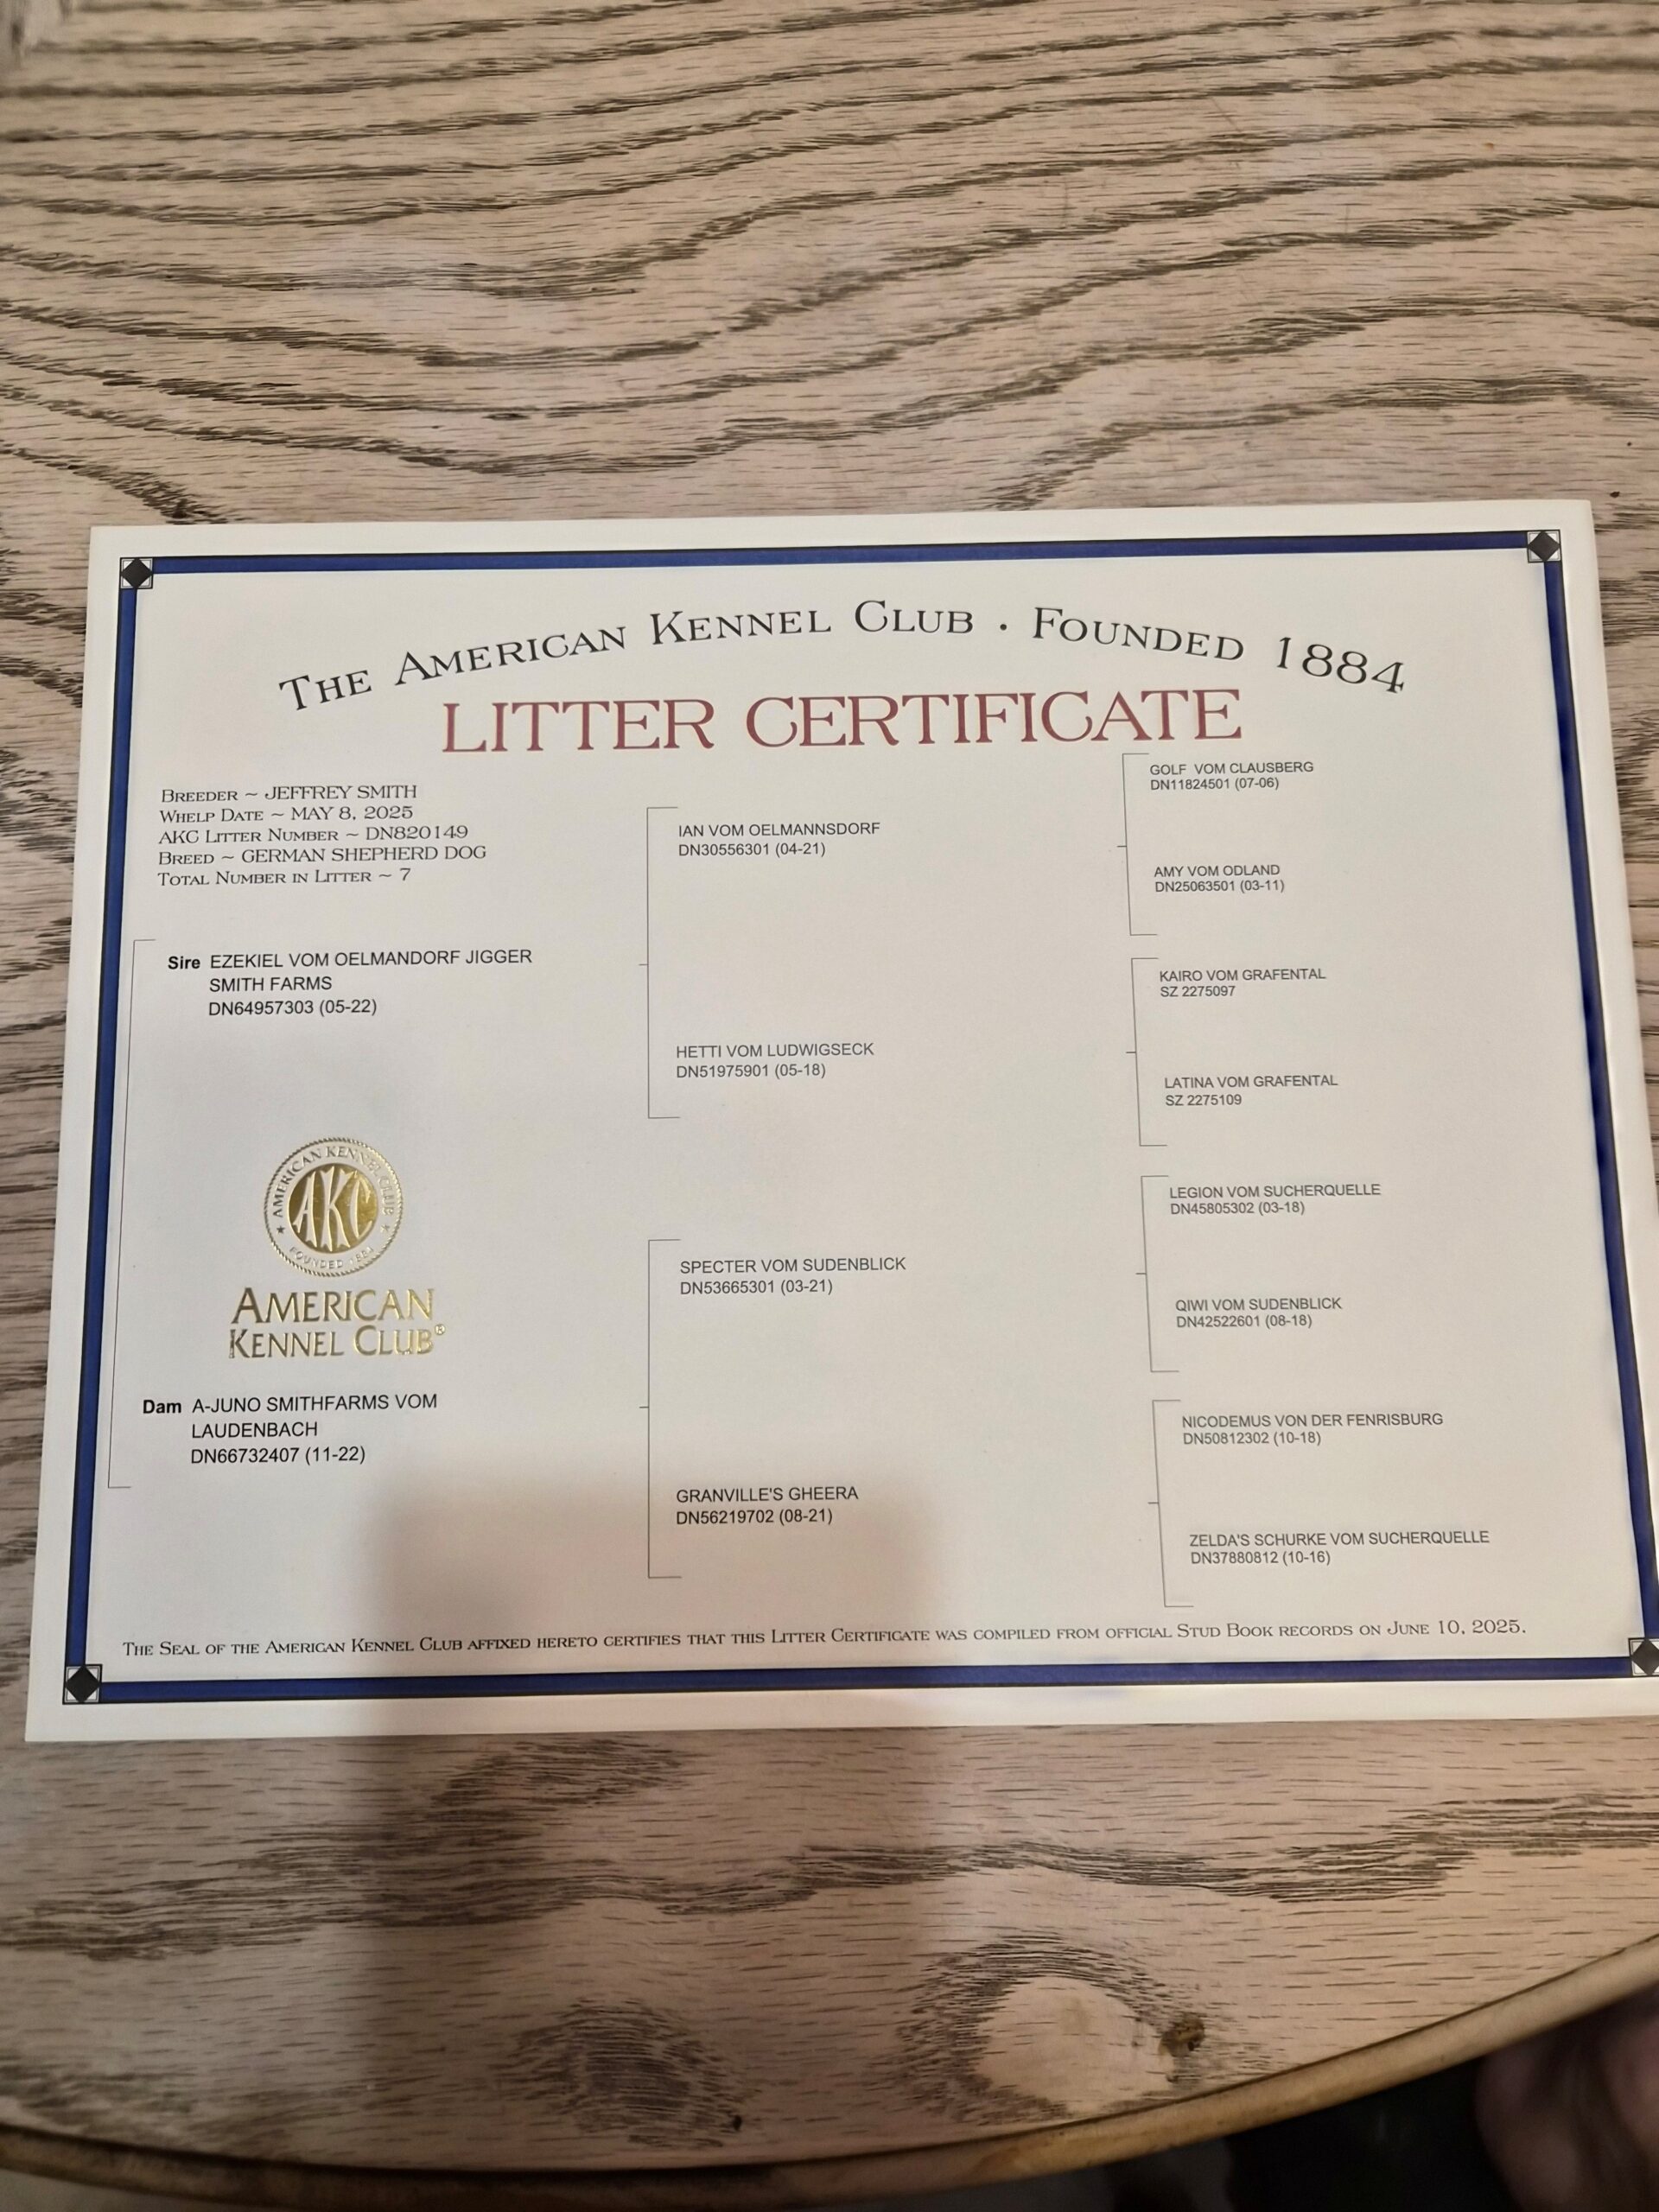 THE AMERICAN KENNEL CLUB . FOUNDED 1884
LITTER CERTIFICATE
BREEDER ~ JEFFREY SMITH
WHELP DATE ~ MAY 8, 2025
AKC LITTER NUMBER ~ DN820149
BREED ~ GERMAN SHEPHERD DOG
TOTAL NUMBER IN LITTER ~ 7
Sire EZEKIEL VOM OELMANDORF JIGGER
SMITH FARMS
DN64957303 (05-22)
AMERICAN KENNEL CLUB
AKC
FOUNDED 1884
AMERICAN
KENNEL CLUB®
Dam A-JUNO SMITHFARMS VOM
LAUDENBACH
DN66732407 (11-22)
IAN VOM OELMANNSDORF
DN30556301 (04-21)
HETTI VOM LUDWIGSECK
DN51975901 (05-18)
SPECTER VOM SUDENBLICK
DN53665301 (03-21)
GRANVILLE'S GHEERA
DN56219702 (08-21)
GOLF VOM CLAUSBERG
DN11824501 (07-06)
AMY VOM ODLAND
DN25063501 (03-11)
KAIRO VOM GRAFENTAL
SZ 2275097
LATINA VOM GRAFENTAL
SZ 2275109
LEGION VOM SUCHERQUELLE
DN45805302 (03-18)
QIWI VOM SUDENBLICK
DN42522601 (08-18)
NICODEMUS VON DER FENRISBURG
DN50812302 (10-18)
ZELDA'S SCHURKE VOM SUCHERQUELLE
DN37880812 (10-16)
THE SEAL OF THE AMERICAN KENNEL CLUB AFFIXED HERETO CERTIFIES THAT THIS LITTER CERTIFICATE WAS COMPILED FROM OFFICIAL STUD BOOK RECORDS ON JUNE 10, 2025.